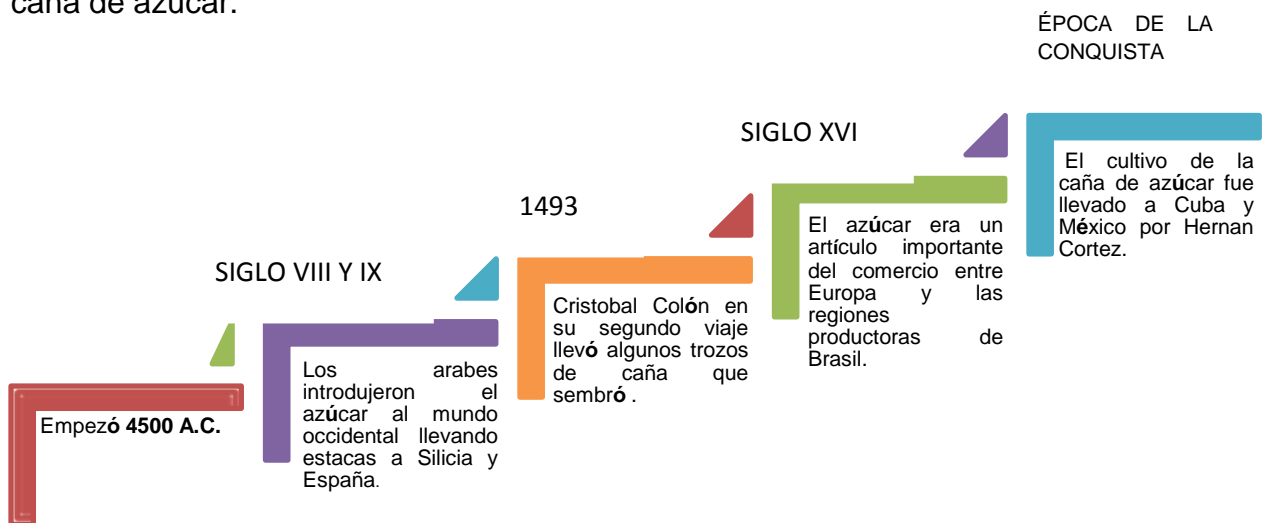 caña de azúcar.
Empezó 4500 A.C.
SIGLO VIII Y IX
Los arabes
introdujeron el
azúcar al mundo
occidental llevando
estacas a Silicia y
España.
1493
Cristobal Colón en
su segundo viaje
llevó algunos trozos
de caña que
sembró .
SIGLO XVI
El azúcar era un
artículo importante
del comercio entre
Europa y las
regiones
productoras de
Brasil.
ÉPOCA DE LA
CONQUISTA
El cultivo de la
caña de azúcar fue
llevado a Cuba y
México por Hernan
Cortez.